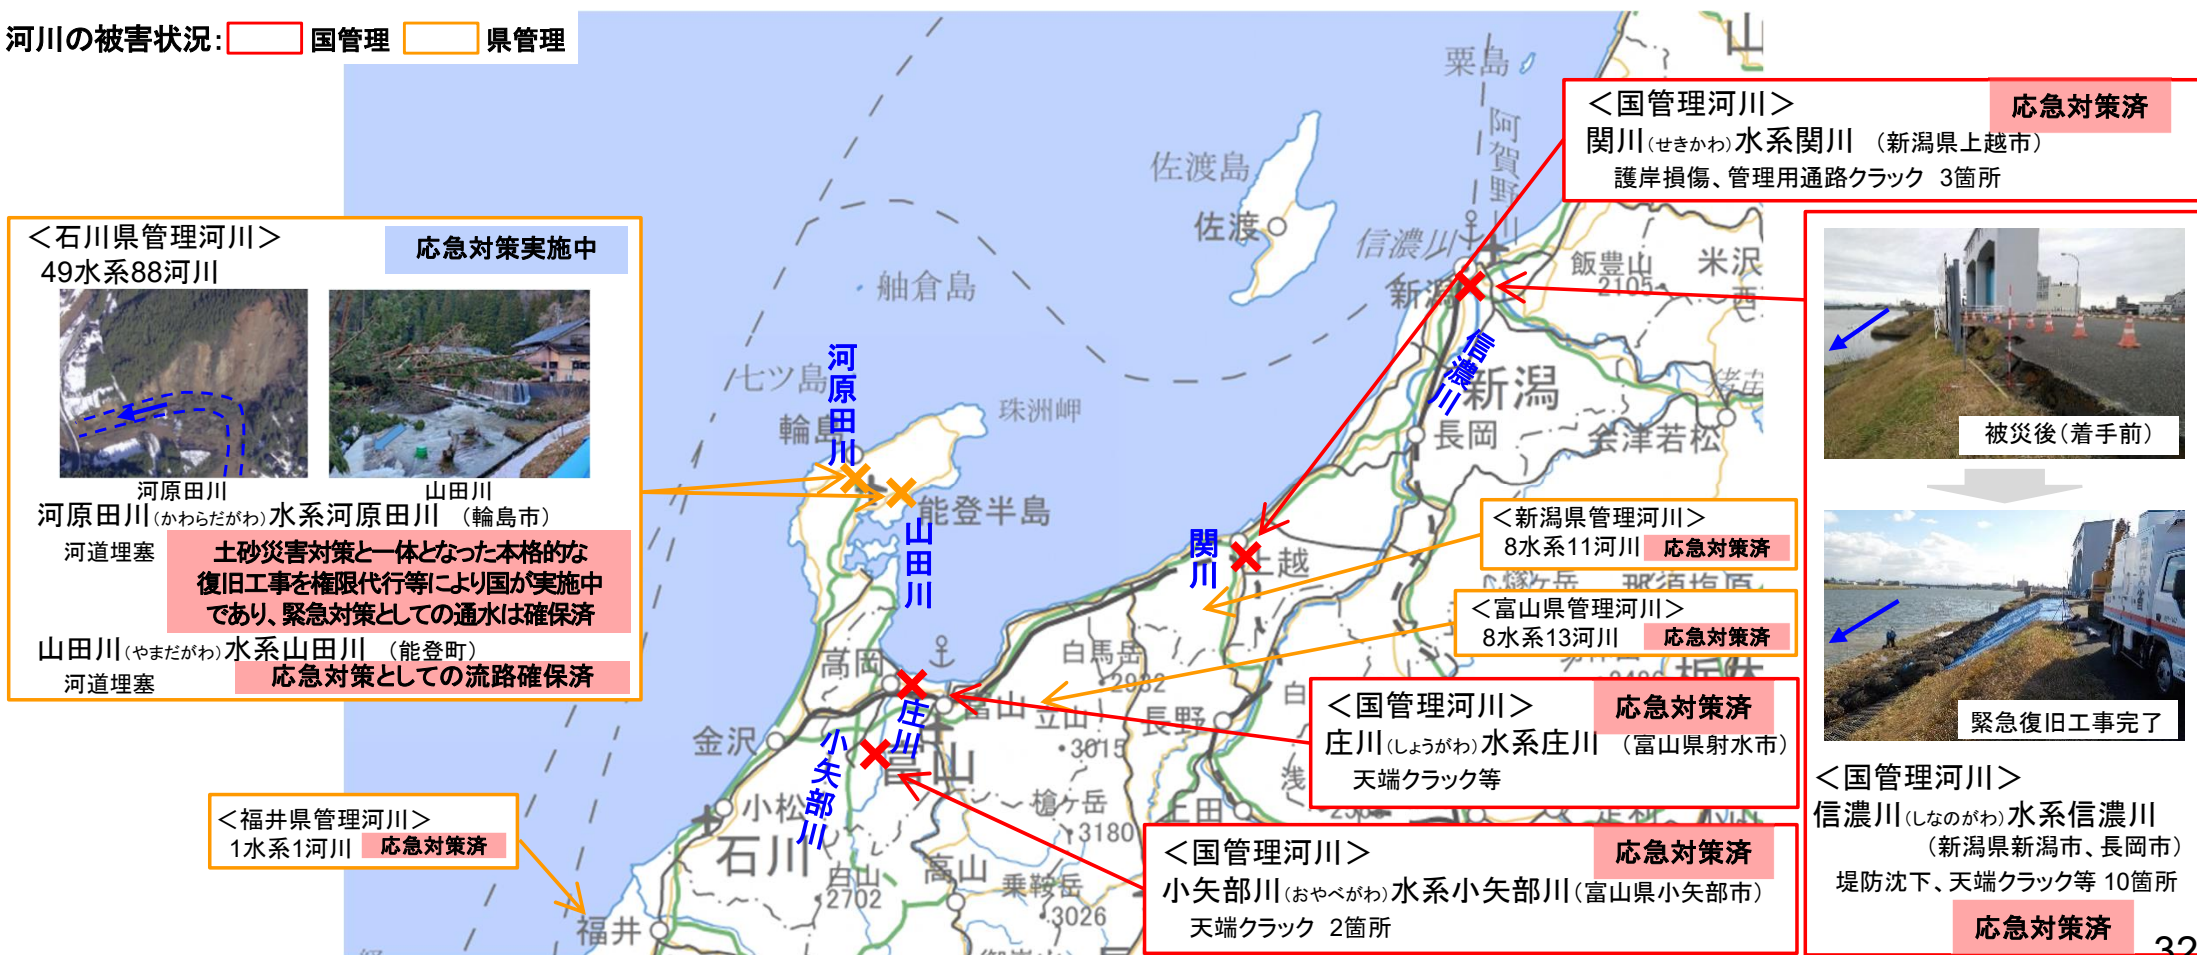 河川の被害状況： 国管理 県管理
＜国管理河川＞ 応急対策済
関川(せきかわ)水系関川 （新潟県上越市）
護岸損傷、管理用通路クラック 3箇所
＜石川県管理河川＞ 応急対策実施中
49水系88河川
河原田川 山田川
河原田川(かわらだがわ)水系河原田川 （輪島市）
河道埋塞
土砂災害対策と一体となった本格的な
復旧工事を権限代行等により国が実施中
であり、緊急対策としての通水は確保済
山田川(やまだがわ)水系山田川 （能登町）
河道埋塞 応急対策としての流路確保済
＜福井県管理河川＞
1水系1河川 応急対策済
＜新潟県管理河川＞
8水系11河川 応急対策済
＜富山県管理河川＞
8水系13河川 応急対策済
＜国管理河川＞ 応急対策済
庄川(しょうがわ)水系庄川 （富山県射水市）
天端クラック等
＜国管理河川＞ 応急対策済
小矢部川(おやべがわ)水系小矢部川(富山県小矢部市)
天端クラック 2箇所
被災後（着手前）
緊急復旧工事完了
＜国管理河川＞
信濃川(しなのがわ)水系信濃川
（新潟県新潟市、長岡市）
堤防沈下、天端クラック等 10箇所
応急対策済
32
河原田川
山田川
関川
信濃川
庄川
小矢部川
粟島
阿賀野川
佐渡島
佐渡
信濃川
新潟
飯豊山
2105
米沢
舳倉島
七ツ島
輪島
珠洲岬
能登半島
新潟
長岡
会津若松
上越
燧ヶ岳
那須塩原
高岡
富山
立山
3015
白馬岳
2932
長野
金沢
富山
小松
石川
白山
2702
高山
槍ヶ岳
3180
乗鞍岳
3026
上田
福井